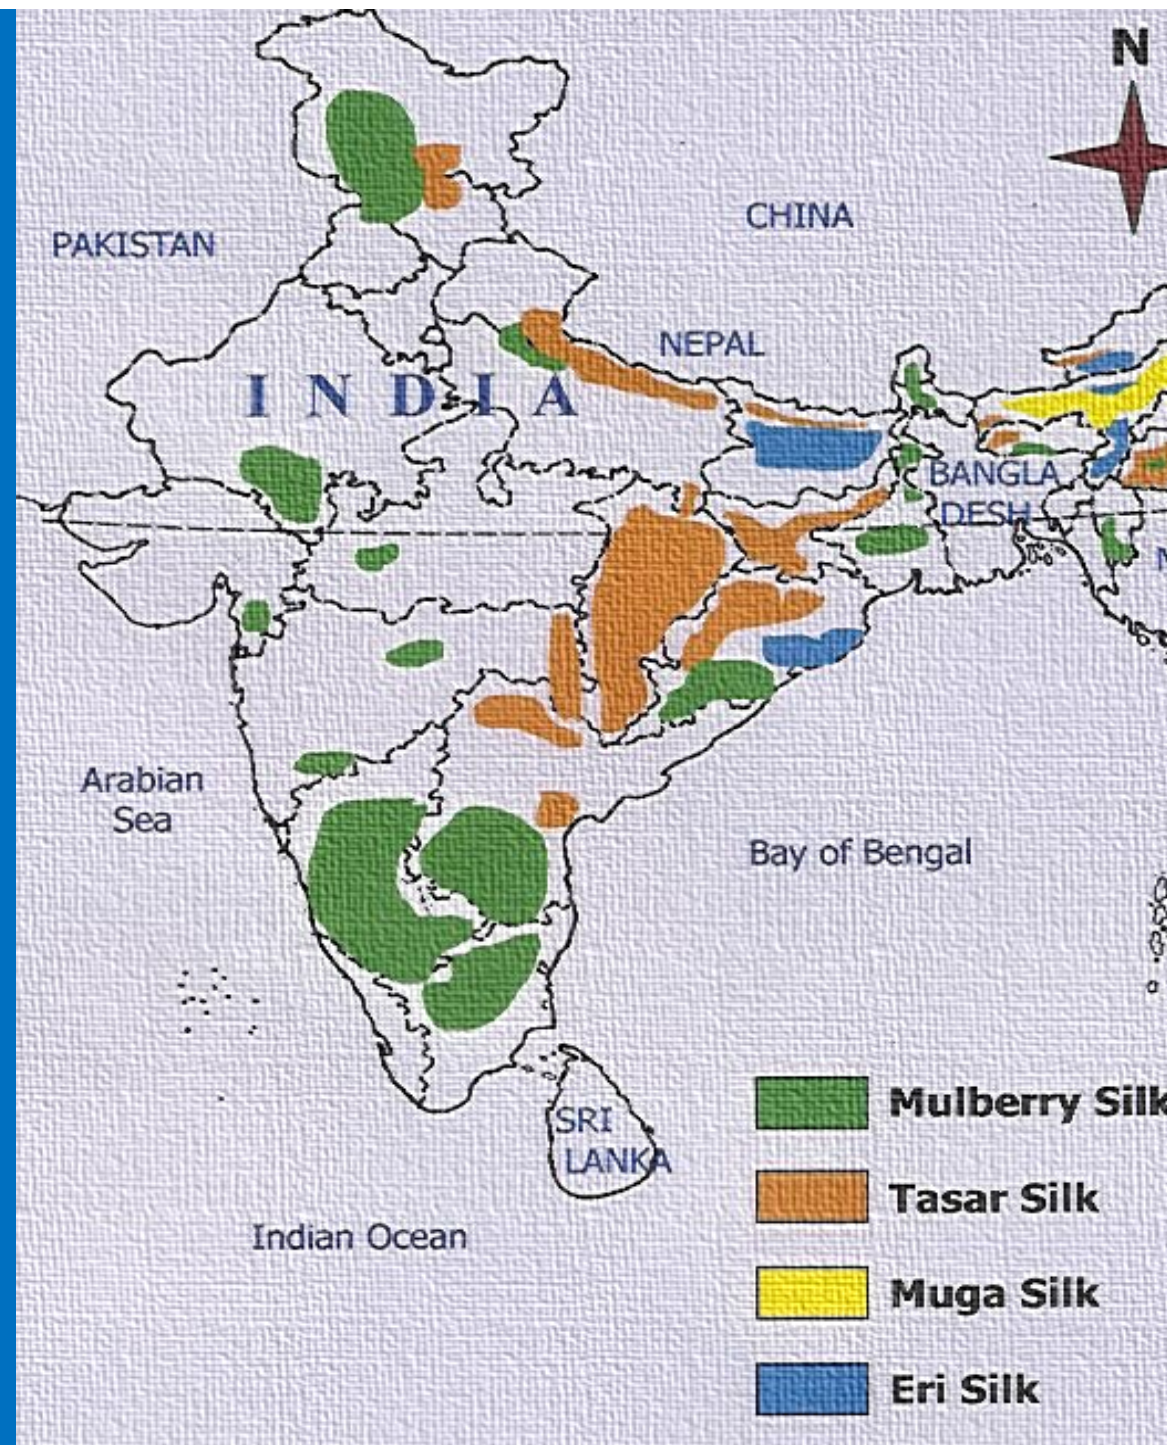 N
CHINA
PAKISTAN
NEPAL
INDIA
BANGLA
DESH
Arabian
Sea
Bay of Bengal
SRI
LANKA
Indian Ocean
Mulberry Silk
Tasar Silk
Muga Silk
Eri Silk